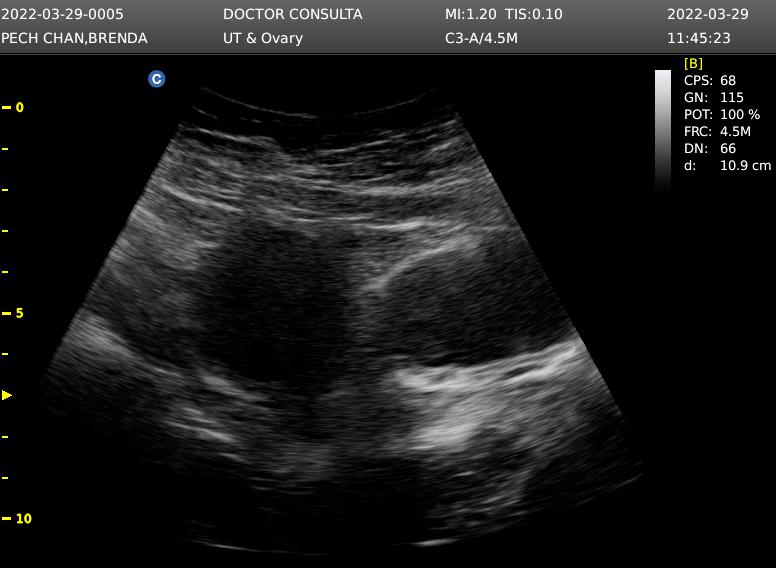 2022-03-29-0005 DOCTOR CONSULTA MI:1.20 TIS:0.10 2022-03-29
PECH CHAN,BRENDA UT & Ovary C3-A/4.5M 11:45:23
C
[B]
CPS: 68
GN: 115
POT: 100 %
FRC: 4.5M
DN: 66
d: 10.9 cm
0
5
10